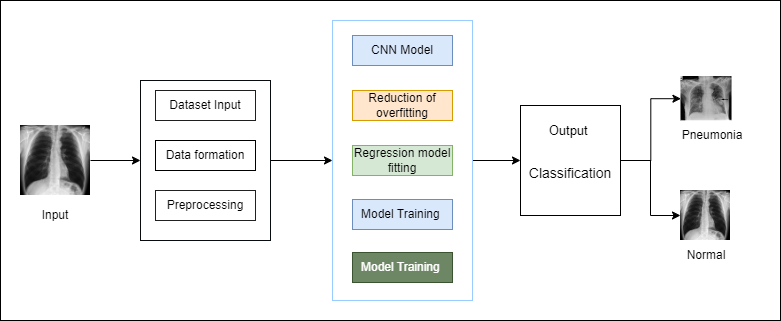 Input
Dataset Input
Data formation
Preprocessing
CNN Model
Reduction of
overfitting
Regression model
fitting
Model Training
Model Training
Output
Classification
Pneumonia
Normal